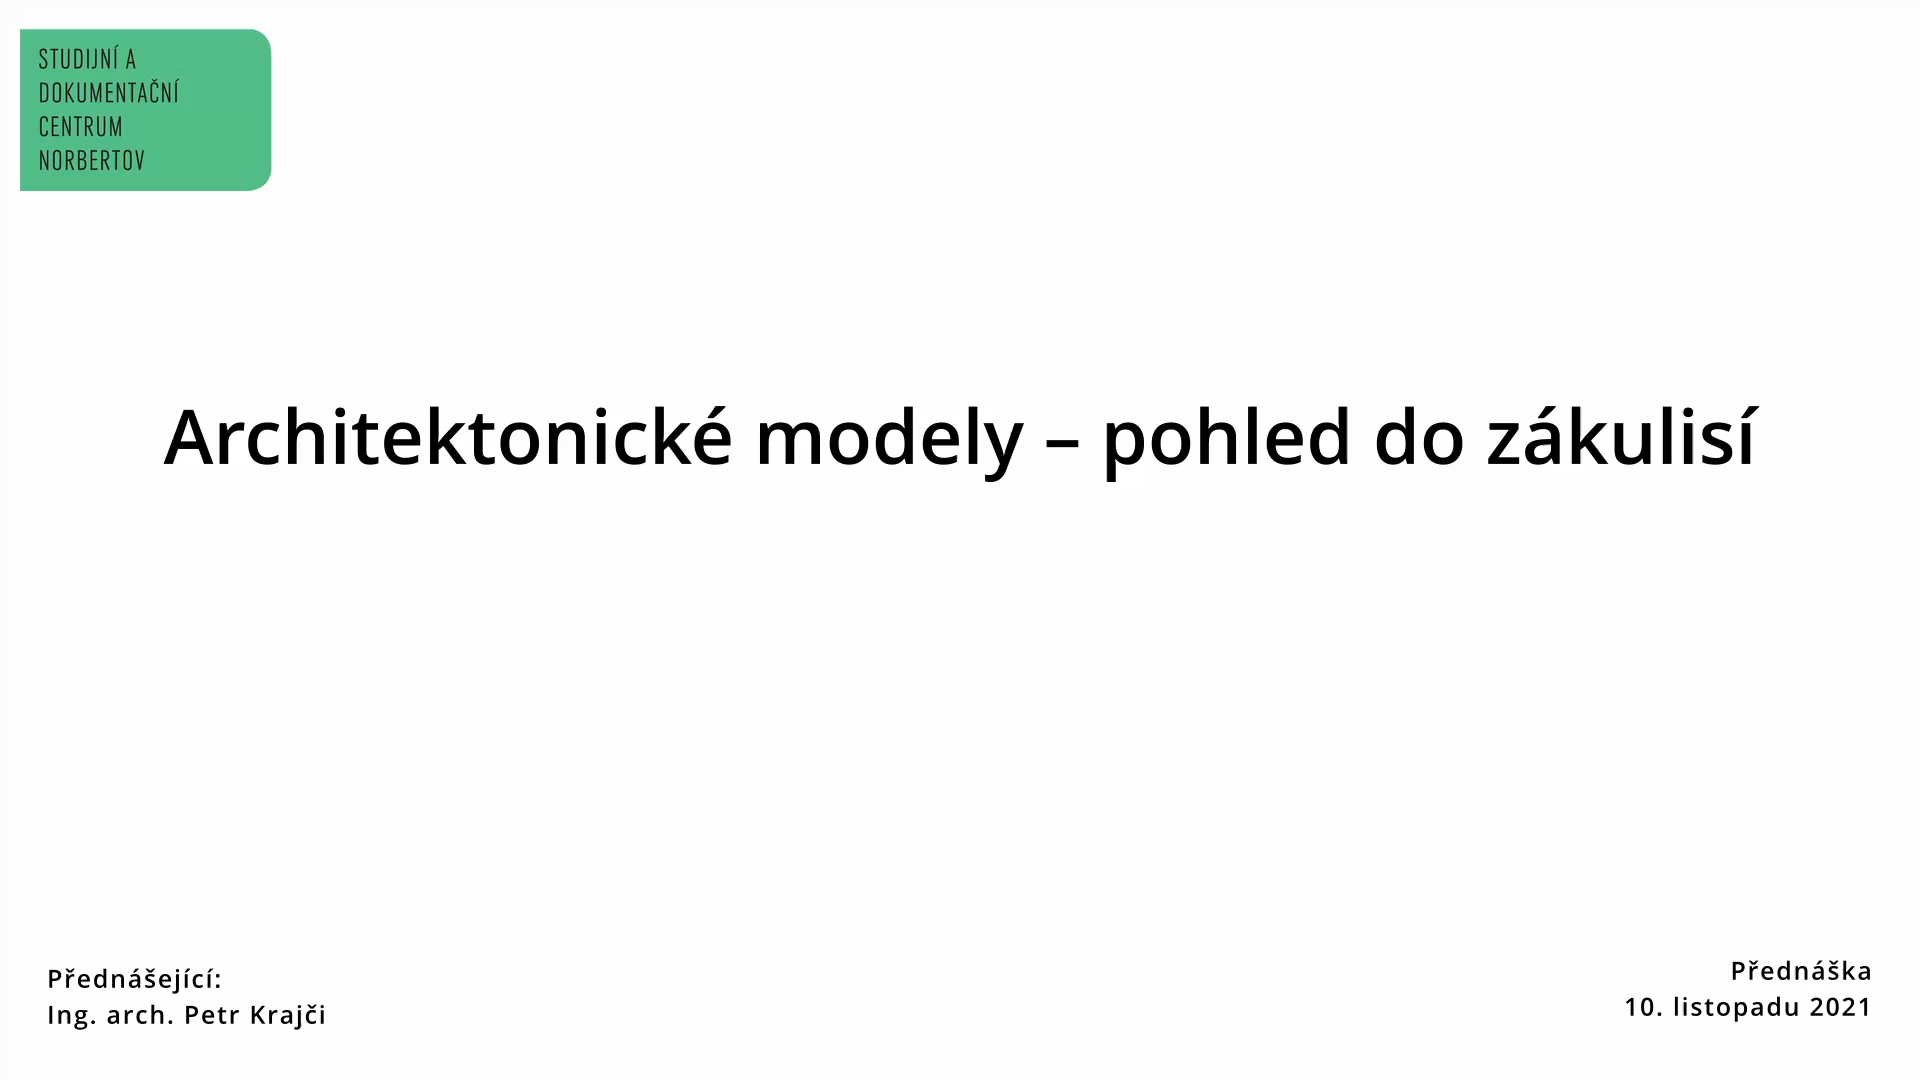 STUDIJNÍ A
DOKUMENTAČNÍ
CENTRUM
NORBERTOV
Architektonické modely – pohled do zákulisí
Přednášející:
Ing. arch. Petr Krajči
Přednáška
10. listopadu 2021